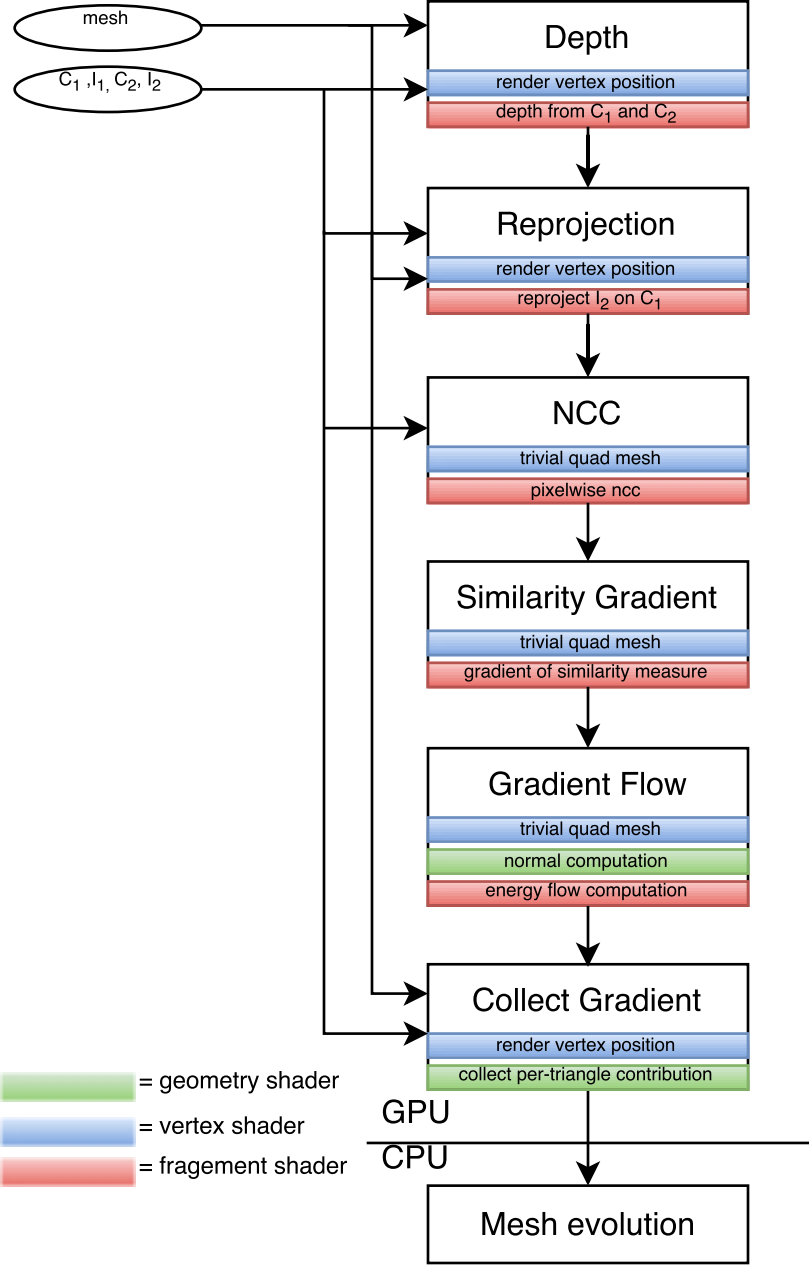 mesh
C₁ ,I₁, C₂, I₂
Depth
render vertex position
depth from C₁ and C₂
Reprojection
render vertex position
reproject I₂ on C₁
NCC
trivial quad mesh
pixelwise ncc
Similarity Gradient
trivial quad mesh
gradient of similarity measure
Gradient Flow
trivial quad mesh
normal computation
energy flow computation
Collect Gradient
render vertex position
collect per-triangle contribution
= geometry shader
= vertex shader
= fragement shader
GPU
CPU
Mesh evolution